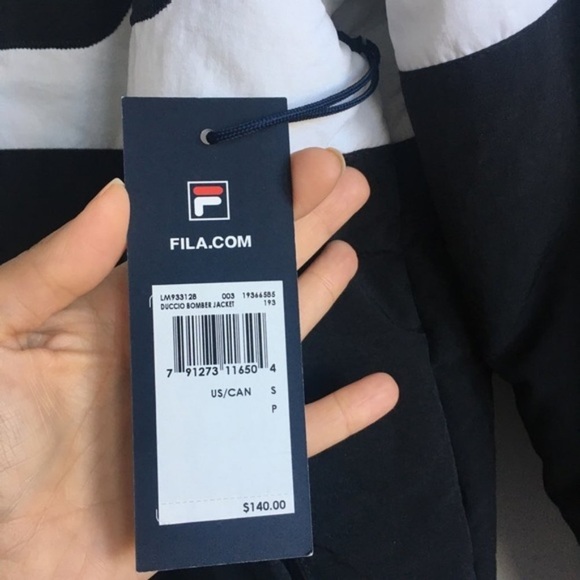 F
FILA.COM
LM933128 003 19366585
DUCCIO BOMBER JACKET 193
7 91273 11650 4
US/CAN S
P
$140.00